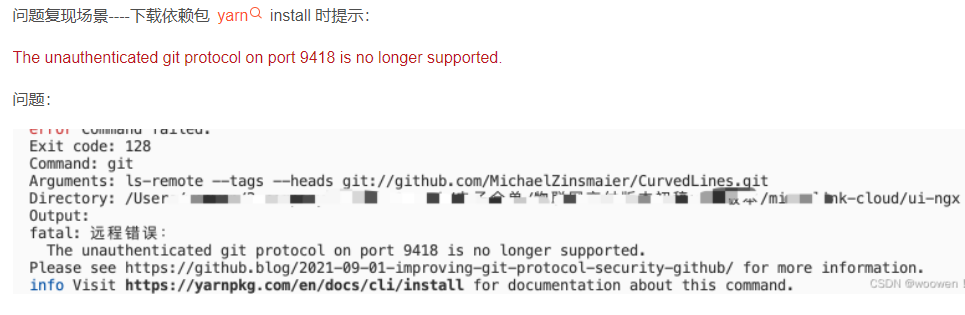 问题复现场景----下载依赖包 yarn install 时提示：
The unauthenticated git protocol on port 9418 is no longer supported.
问题：
error Command failed.
Exit code: 128
Command: git
Arguments: ls-remote --tags --heads git://github.com/MichaelZinsmaier/CurvedLines.git
Directory: /User nk-cloud/ui-ngx
Output:
fatal: 远程错误：
The unauthenticated git protocol on port 9418 is no longer supported.
Please see https://github.blog/2021-09-01-improving-git-protocol-security-github/ for more information.
info Visit https://yarnpkg.com/en/docs/cli/install for documentation about this command.
CSDN @woowen！